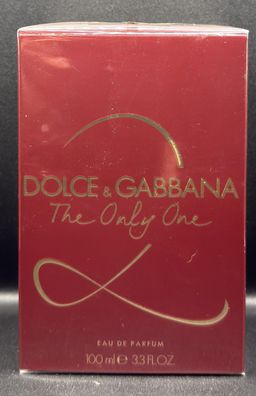 DOLCE & GABBANA
The Only One
EAU DE PARFUM
100 ml ℮ 3.3 FL.OZ.